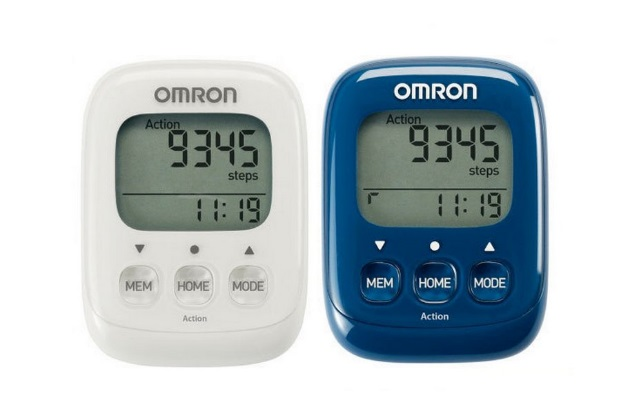 OMRON
Action
9345
steps
11:19
MEM HOME MODE
Action
OMRON
Action
9345
steps
11:19
MEM HOME MODE
Action